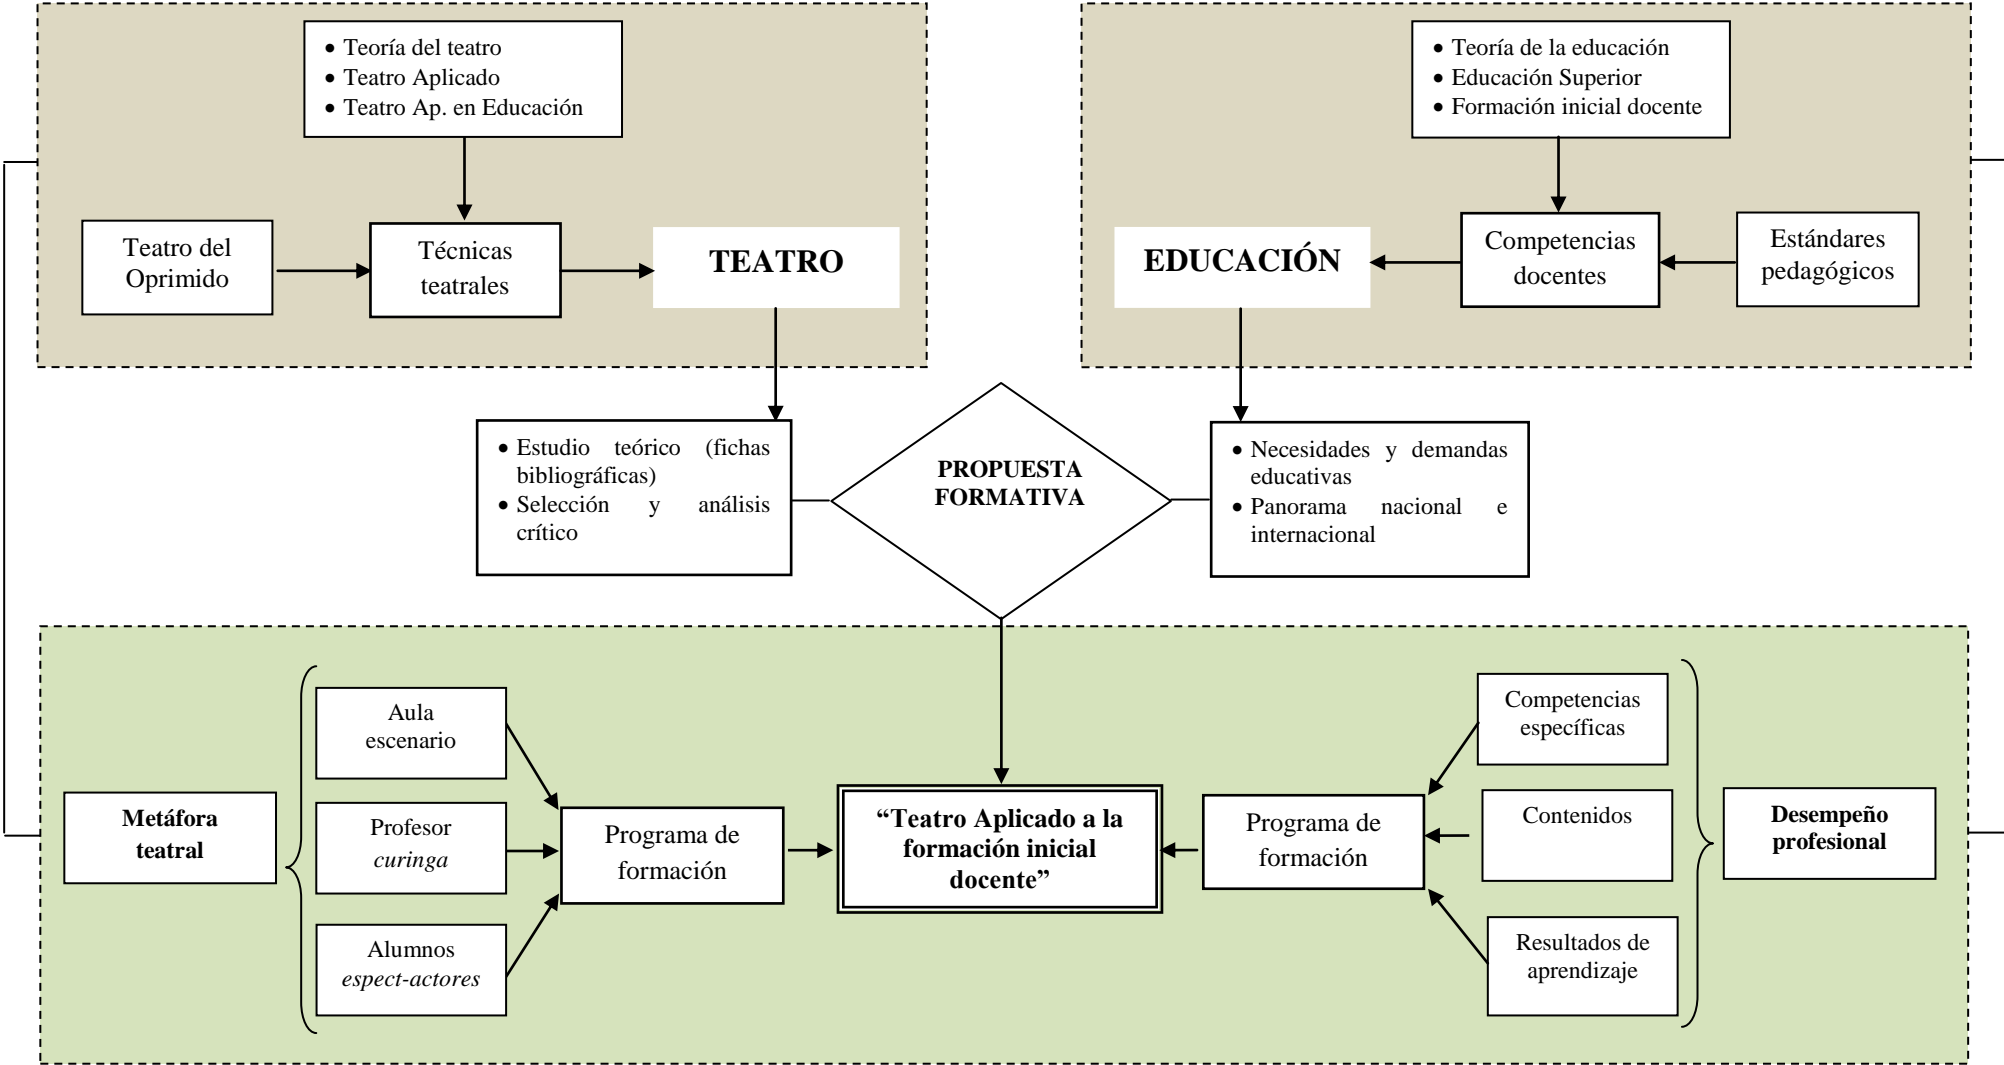 • Teoría del teatro
• Teatro Aplicado
• Teatro Ap. en Educación
• Teoría de la educación
• Educación Superior
• Formación inicial docente
Teatro del
Oprimido
Técnicas
teatrales
TEATRO
EDUCACIÓN
Competencias
docentes
Estándares
pedagógicos
• Estudio teórico (fichas
bibliográficas)
• Selección y análisis
crítico
PROPUESTA
FORMATIVA
• Necesidades y demandas
educativas
• Panorama nacional e
internacional
Metáfora
teatral
Aula
escenario
Profesor
curinga
Alumnos
espect-actores
Programa de
formación
“Teatro Aplicado a la
formación inicial
docente”
Programa de
formación
Competencias
específicas
Contenidos
Resultados de
aprendizaje
Desempeño
profesional